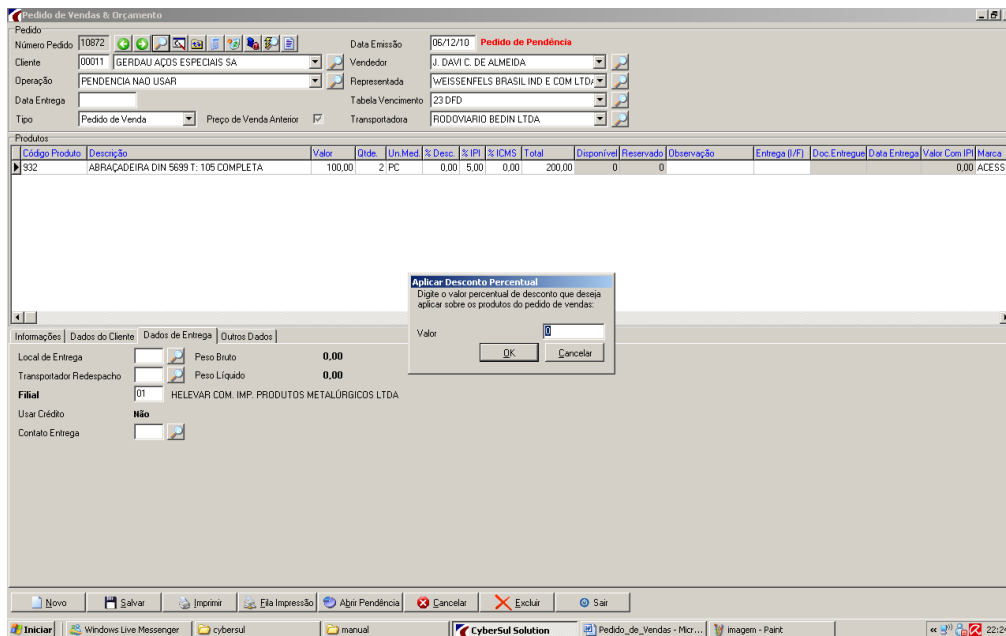 Pedido de Vendas & Orçamento
Pedido
Número Pedido 10872 Data Emissão 06/12/10 Pedido de Pendência
Cliente 00011 GERDAU AÇOS ESPECIAIS SA Vendedor J. DAVI C. DE ALMEIDA
Operação PENDENCIA NAO USAR Representada WEISSENFELS BRASIL IND E COM LTDA
Data Entrega Tabela Vencimento 23 DFD
Tipo Pedido de Venda Preço de Venda Anterior Transportadora RODOVIARIO BEDIN LTDA
Produtos
Código Produto Descrição Valor Qtde. Un.Med. % Desc. % IPI % ICMS Total Disponível Reservado Observação Entrega (I/F) Doc.Entregue Data Entrega Valor Com IPI Marca
932 ABRAÇADEIRA DIN 5699 T: 105 COMPLETA 100,00 2 PC 0,00 5,00 0,00 200,00 0 0 0,00 ACESS
Aplicar Desconto Percentual
Digite o valor percentual de desconto que deseja
aplicar sobre os produtos do pedido de vendas:
Valor 0
OK Cancelar
Informações Dados do Cliente Dados de Entrega Outros Dados
Local de Entrega Peso Bruto 0,00
Transportador Redespacho Peso Líquido 0,00
Filial 01 HELEVAR COM. IMP. PRODUTOS METALÚRGICOS LTDA
Usar Crédito Não
Contato Entrega
Novo Salvar Imprimir Fila Impressão Abrir Pendência Cancelar Excluir Sair
Iniciar Windows Live Messenger cybersul manual CyberSul Solution Pedido_de_Vendas - Micr... imagem - Paint « 22:2